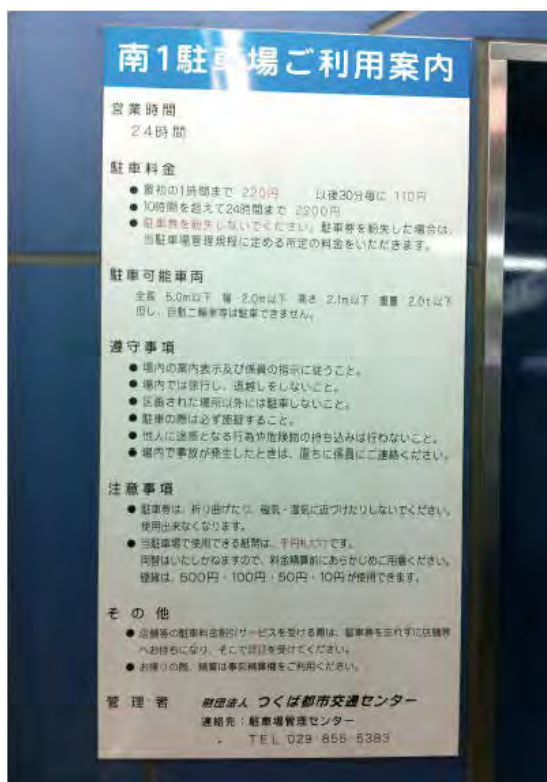 南1駐車場ご利用案内
営業時間
24時間
駐車料金
● 最初の1時間まで 220円 以後30分毎に 110円
● 10時間を超えて24時間まで 2200円
● 駐車券を紛失しないでください。駐車券を紛失した場合は、
当駐車場管理規程に定める所定の料金をいただきます。
駐車可能車両
全長 5.0m以下 幅 2.0m以下 高さ 2.1m以下 重量 2.0t以下
但し、自動二輪車等は駐車できません。
遵守事項
● 場内の案内表示及び係員の指示に従うこと。
● 場内では徐行し、追越しをしないこと。
● 区画された場所以外には駐車しないこと。
● 駐車の際は必ず施錠すること。
● 他人に迷惑となる行為や危険物の持ち込みは行わないこと。
● 場内で事故が発生したときは、直ちに係員にご連絡ください。
注意事項
● 駐車券は、折り曲げたり、磁気・湿気に近づけたりしないでください。
使用出来なくなります。
● 当駐車場で使用できる紙幣は、千円札だけです。
両替はいたしかねますので、料金精算前にあらかじめご用意ください。
硬貨は、500円・100円・50円・10円が使用できます。
その他
● 店舗等の駐車料金割引サービスを受ける際は、駐車券を忘れずに店舗等
へお持ちになり、そこで認証を受けてください。
● お帰りの際、精算は事前精算機をご利用ください。
管理者 財団法人 つくば都市交通センター
連絡先：駐車場管理センター
TEL 029-855-5383